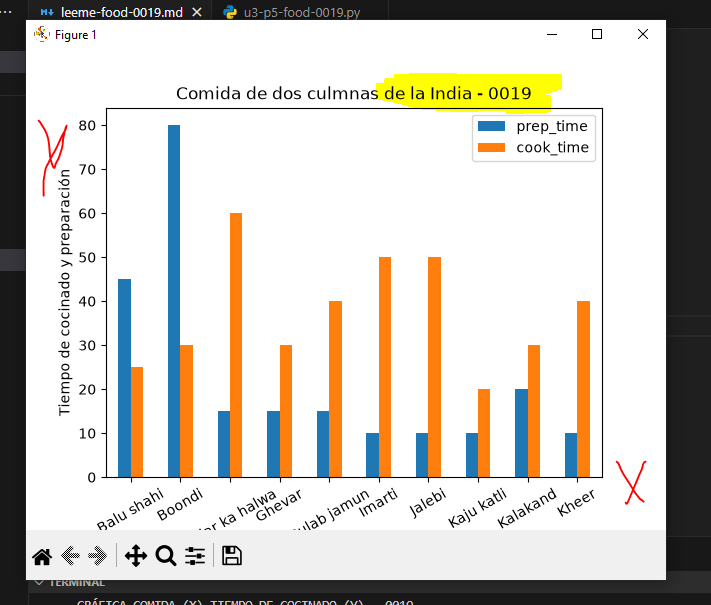 leeme-food-0019.md
u3-p5-food-0019.py
Figure 1
Comida de dos culmnas de la India - 0019
prep_time
cook_time
80
70
60
50
40
30
20
10
0
Tiempo de cocinado y preparación
Y
X
Balu shahi
Boondi
ka halwa
Ghevar
jamun
Imarti
Jalebi
Kaju katli
Kalakand
Kheer
TERMINAL
GRÁFICA COMIDA (X) TIEMPO DE COCINADO (Y) - 0019